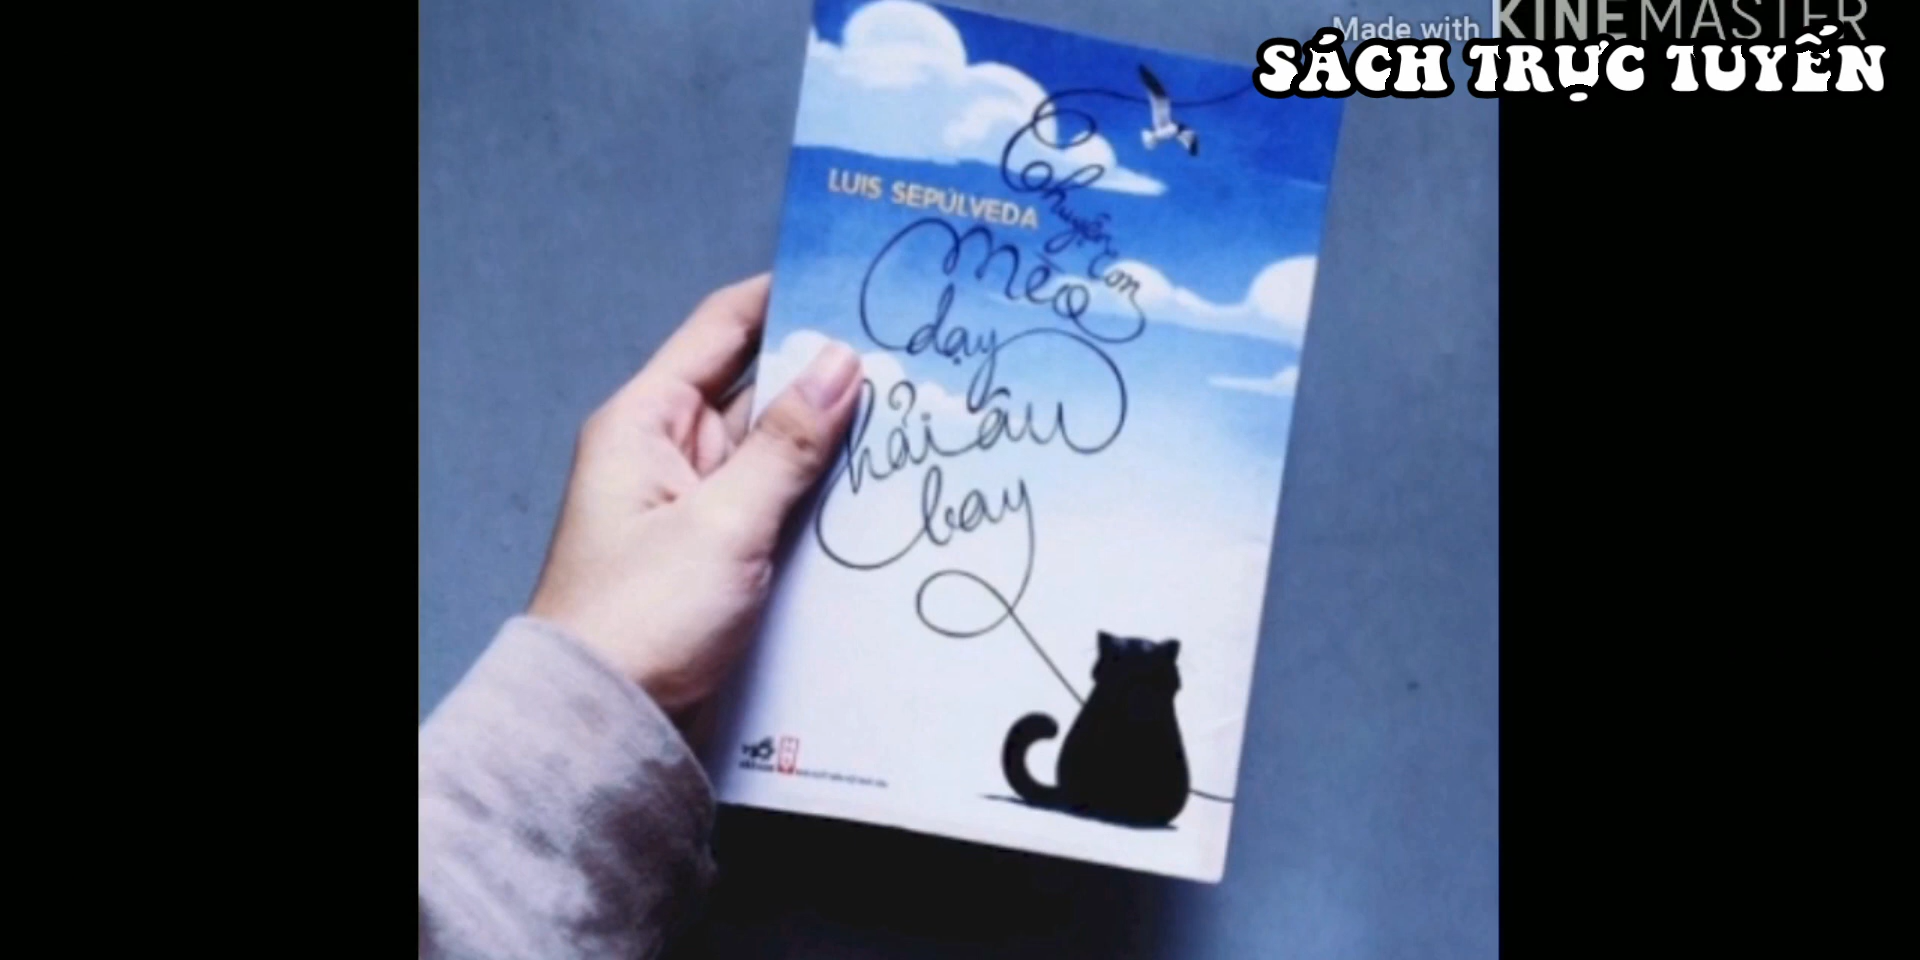 Made with KINEMASTER
SÁCH TRỰC TUYẾN
LUIS SEPÚLVEDA
Chuyện con
mèo
dạy
hải âu
bay